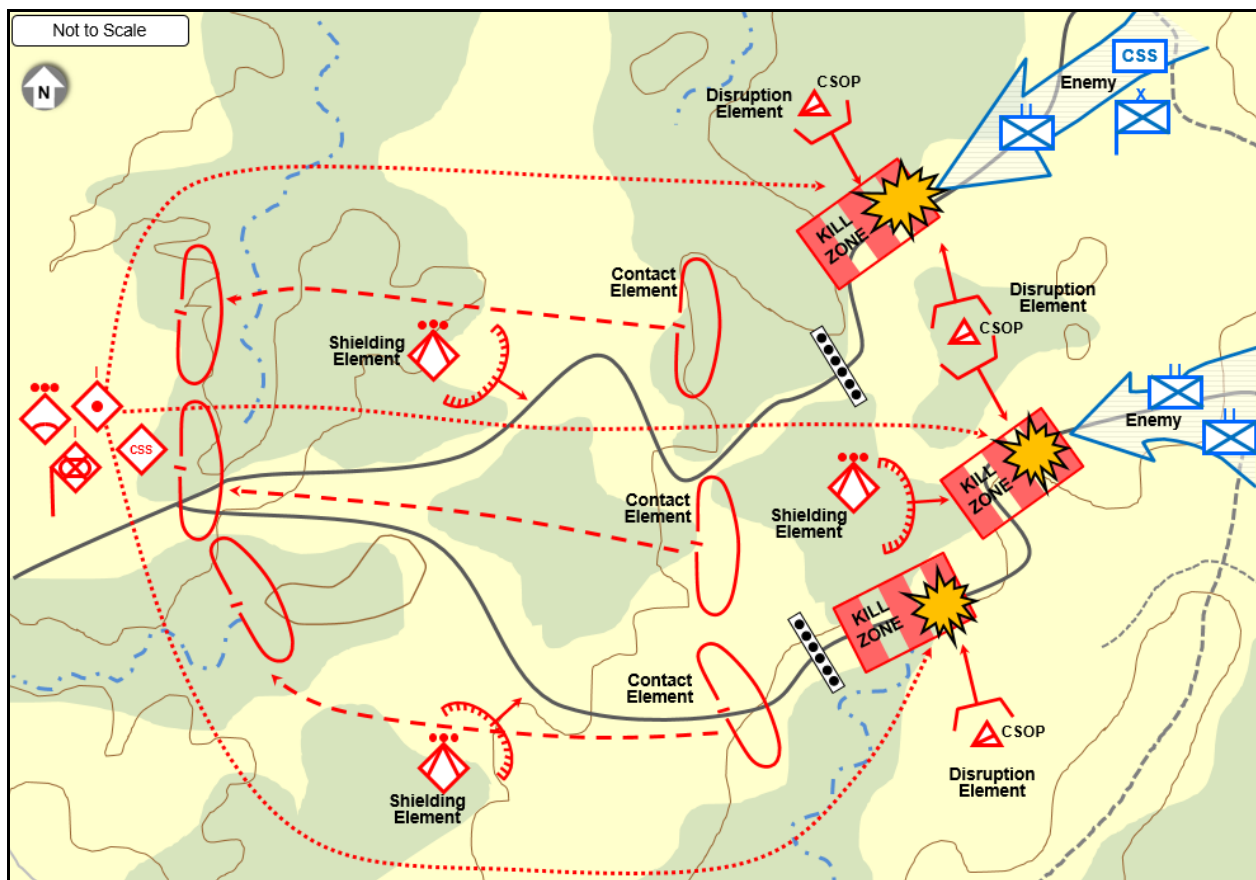 Not to Scale
N
CSS
Enemy
X
I I
CSOP
Disruption
Element
KILL
ZONE
Contact
Element
Disruption
Element
CSOP
Shielding
Element
I I
Enemy
I I
I
CSS
I
KILL
ZONE
Contact
Element
Shielding
Element
KILL
ZONE
Contact
Element
CSOP
Disruption
Element
Shielding
Element